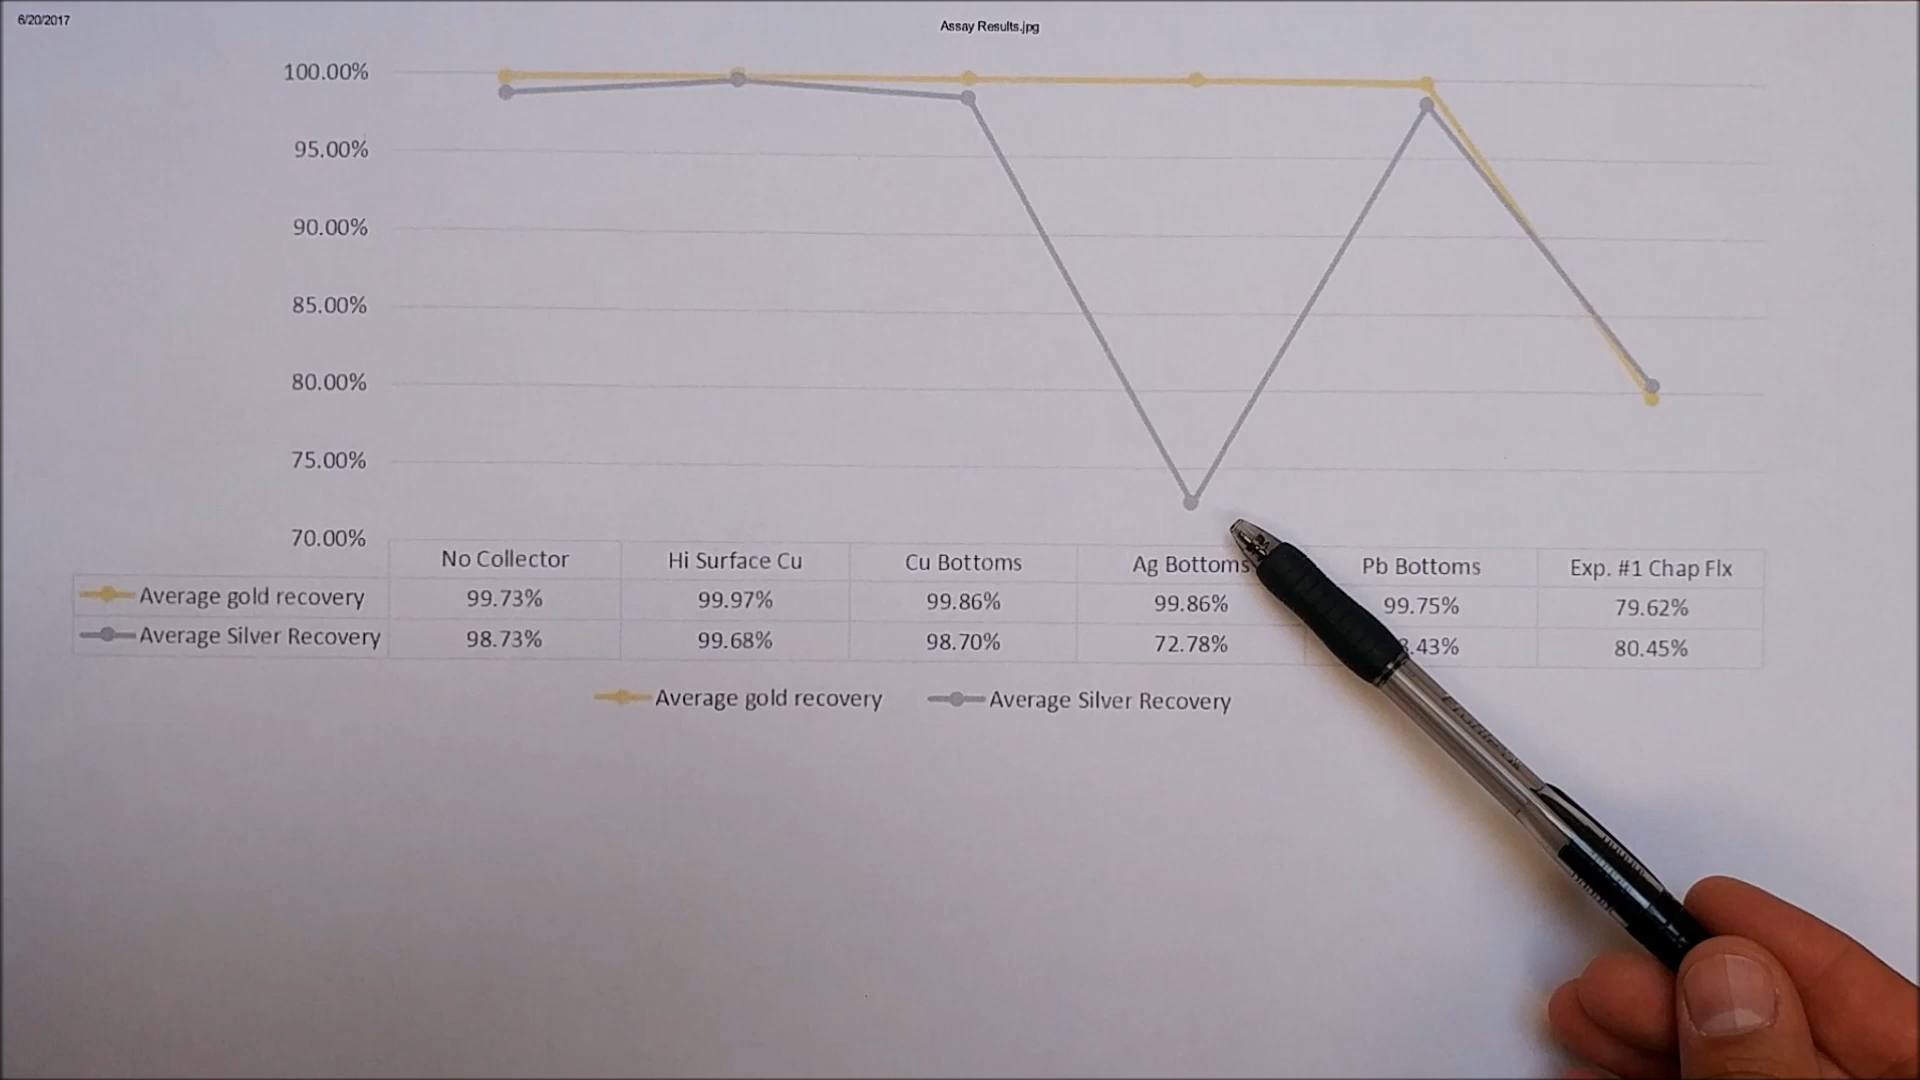 6/20/2017
Assay Results.jpg
100.00%
95.00%
90.00%
85.00%
80.00%
75.00%
70.00%
No Collector Hi Surface Cu Cu Bottoms Ag Bottoms Pb Bottoms Exp. #1 Chap Flx
Average gold recovery 99.73% 99.97% 99.86% 99.86% 99.75% 79.62%
Average Silver Recovery 98.73% 99.68% 98.70% 72.78% .43% 80.45%
Average gold recovery Average Silver Recovery